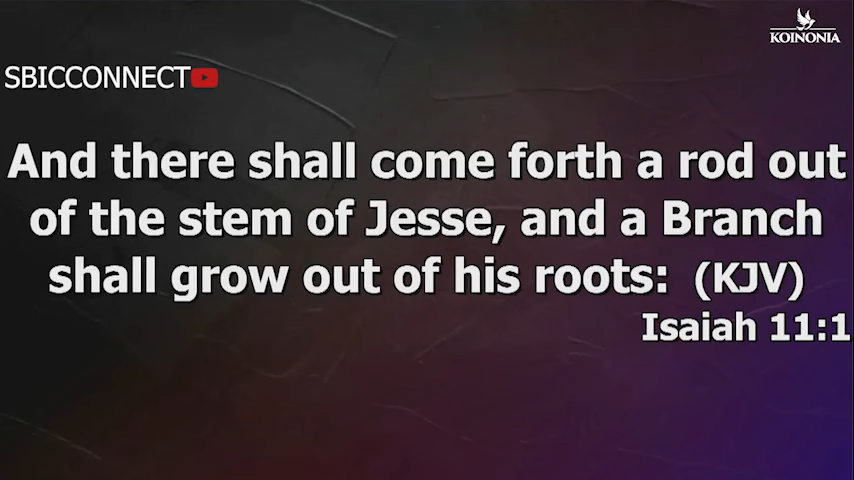 KOINONIA
SBICCONNECT
And there shall come forth a rod out
of the stem of Jesse, and a Branch
shall grow out of his roots: (KJV)
Isaiah 11:1